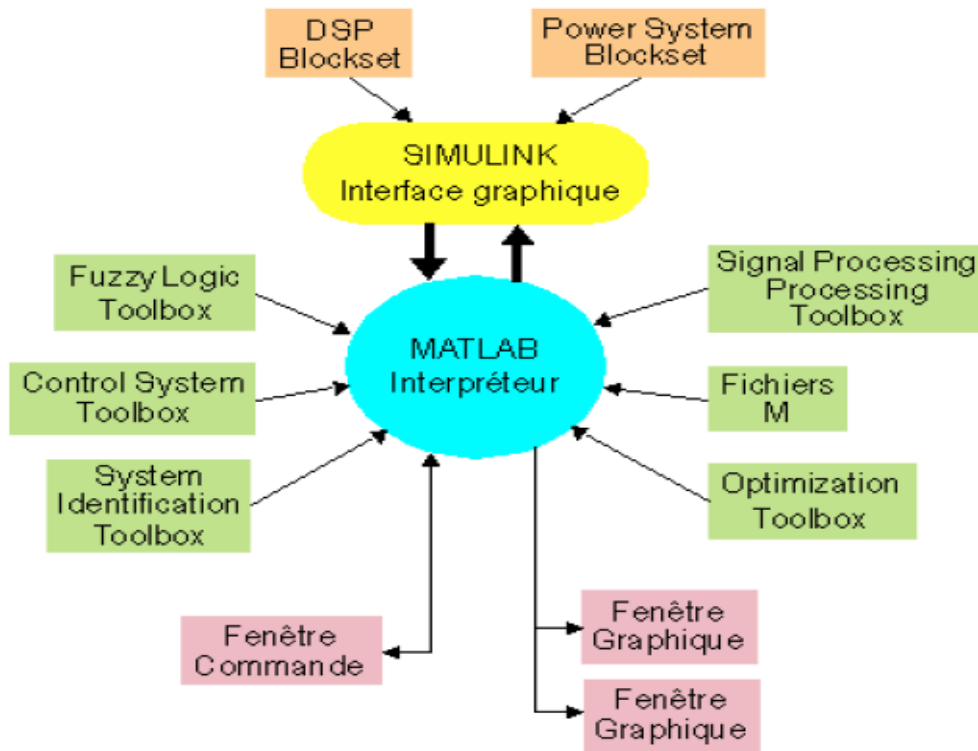 DSP
Blockset
Power System
Blockset
SIMULINK
Interface graphique
Fuzzy Logic
Toolbox
Signal Processing
Processing
Toolbox
MATLAB
Interpréteur
Control System
Toolbox
Fichiers
M
System
Identification
Toolbox
Optimization
Toolbox
Fenêtre
Commande
Fenêtre
Graphique
Fenêtre
Graphique